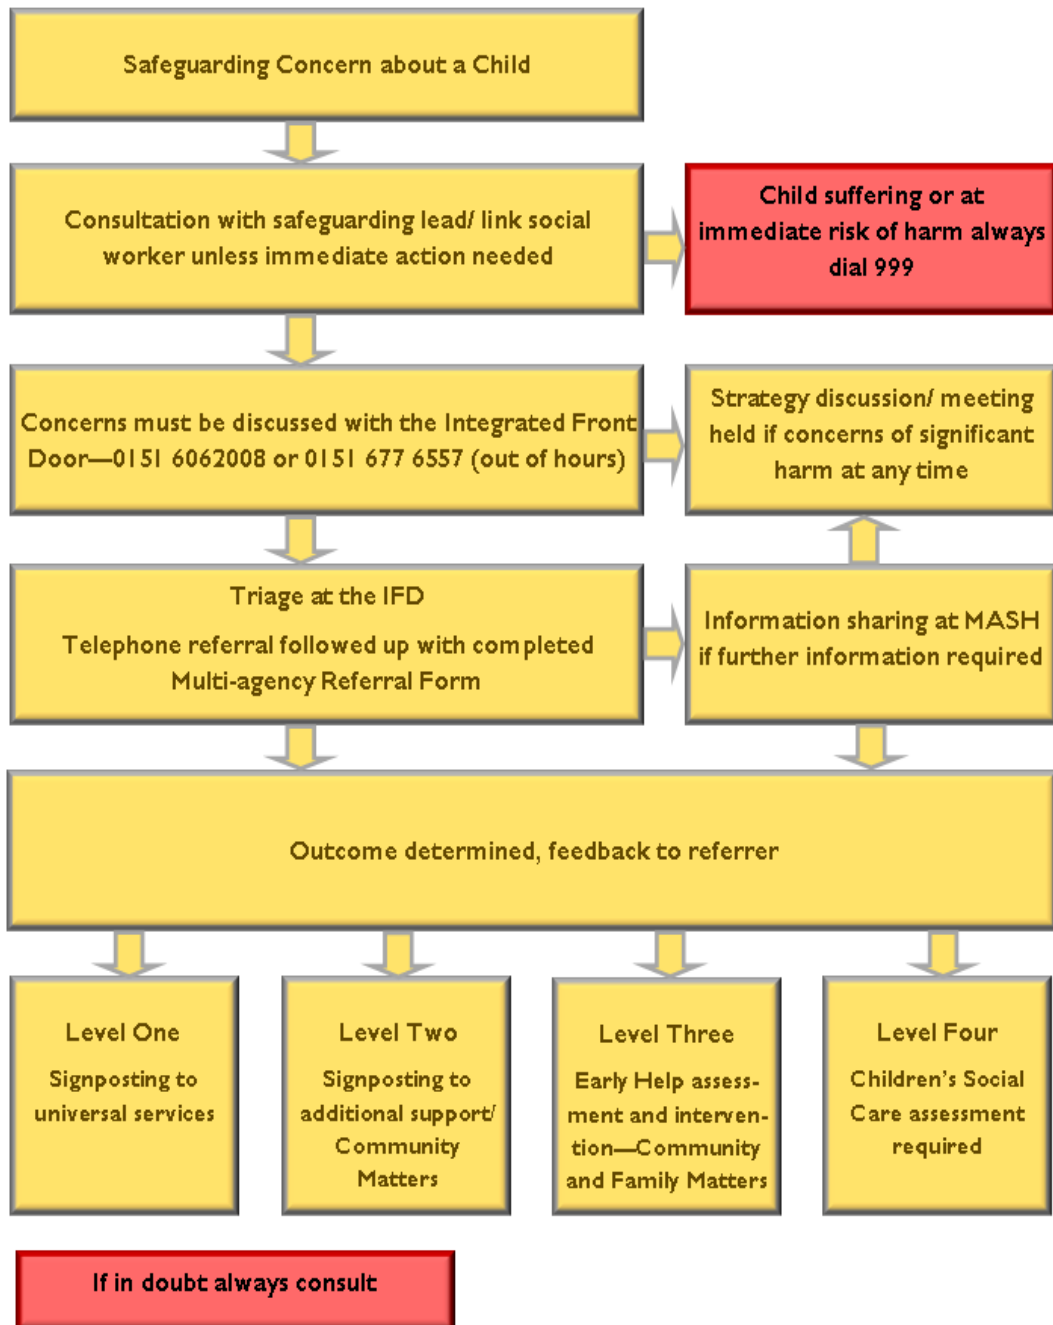 Safeguarding Concern about a Child
Consultation with safeguarding lead/ link social
worker unless immediate action needed
Child suffering or at
immediate risk of harm always
dial 999
Concerns must be discussed with the Integrated Front
Door—0151 6062008 or 0151 677 6557 (out of hours)
Strategy discussion/ meeting
held if concerns of significant
harm at any time
Triage at the IFD
Telephone referral followed up with completed
Multi-agency Referral Form
Information sharing at MASH
if further information required
Outcome determined, feedback to referrer
Level One
Signposting to
universal services
Level Two
Signposting to
additional support/
Community
Matters
Level Three
Early Help assess-
ment and interven-
tion—Community
and Family Matters
Level Four
Children's Social
Care assessment
required
If in doubt always consult